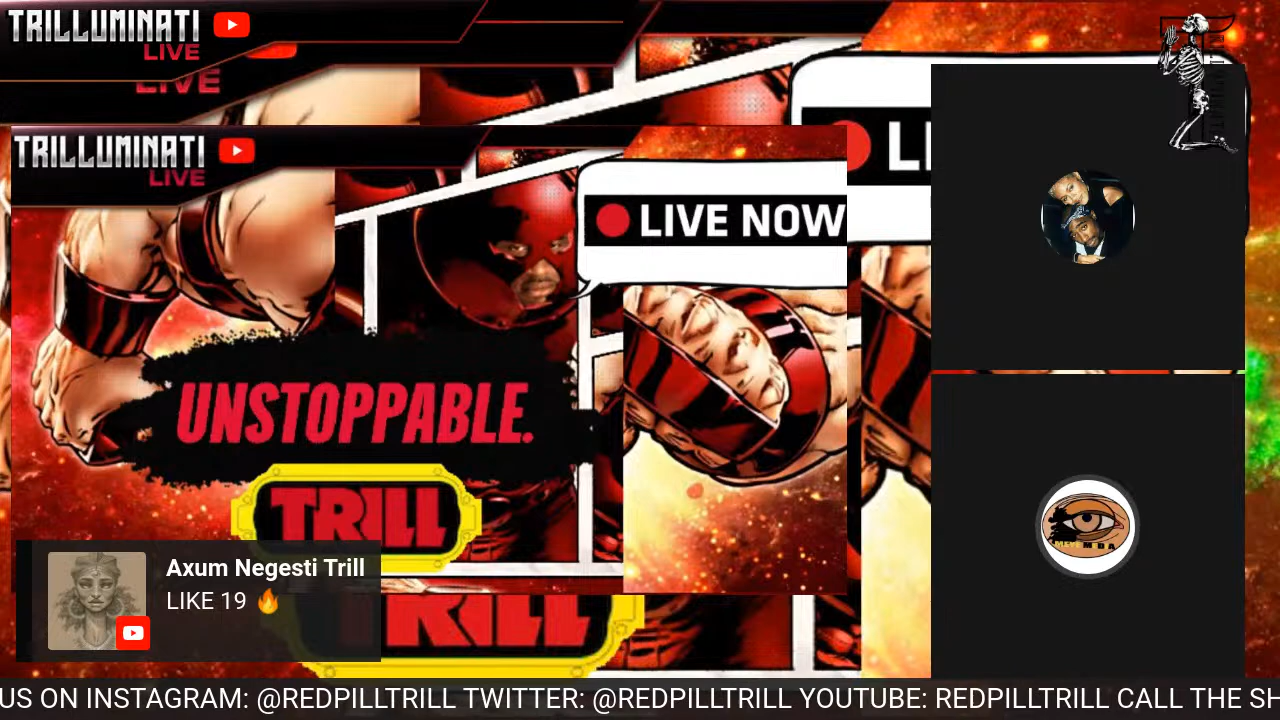 TRILLUMINATI
LIVE
LIVE
LI
TRILLUMINATI
LIVE
LIVE NOW
UNSTOPPABLE.
TRILL
Axum Negesti Trill
LIKE 19 🔥
TRILL
US ON INSTAGRAM: @REDPILLTRILL TWITTER: @REDPILLTRILL YOUTUBE: REDPILLTRILL CALL THE SH